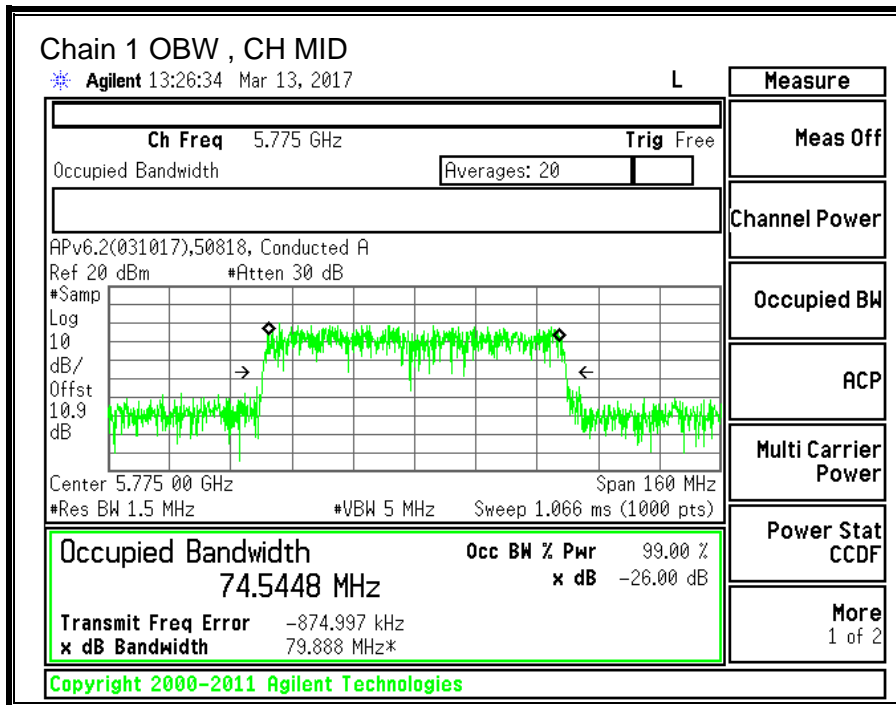 Chain 1 OBW , CH MID
Agilent 13:26:34 Mar 13, 2017 L
Measure
Ch Freq 5.775 GHz Trig Free
Meas Off
Occupied Bandwidth Averages: 20
Channel Power
APv6.2(031017),50818, Conducted A
Ref 20 dBm #Atten 30 dB
#Samp
Log
10
dB/
Offst
10.9
dB
Occupied BW
ACP
Center 5.775 00 GHz Span 160 MHz
#Res BW 1.5 MHz #VBW 5 MHz Sweep 1.066 ms (1000 pts)
Multi Carrier
Power
Occupied Bandwidth Occ BW % Pwr 99.00 %
74.5448 MHz x dB -26.00 dB
Transmit Freq Error -874.997 kHz
x dB Bandwidth 79.888 MHz*
Power Stat
CCDF
More
1 of 2
Copyright 2000-2011 Agilent Technologies